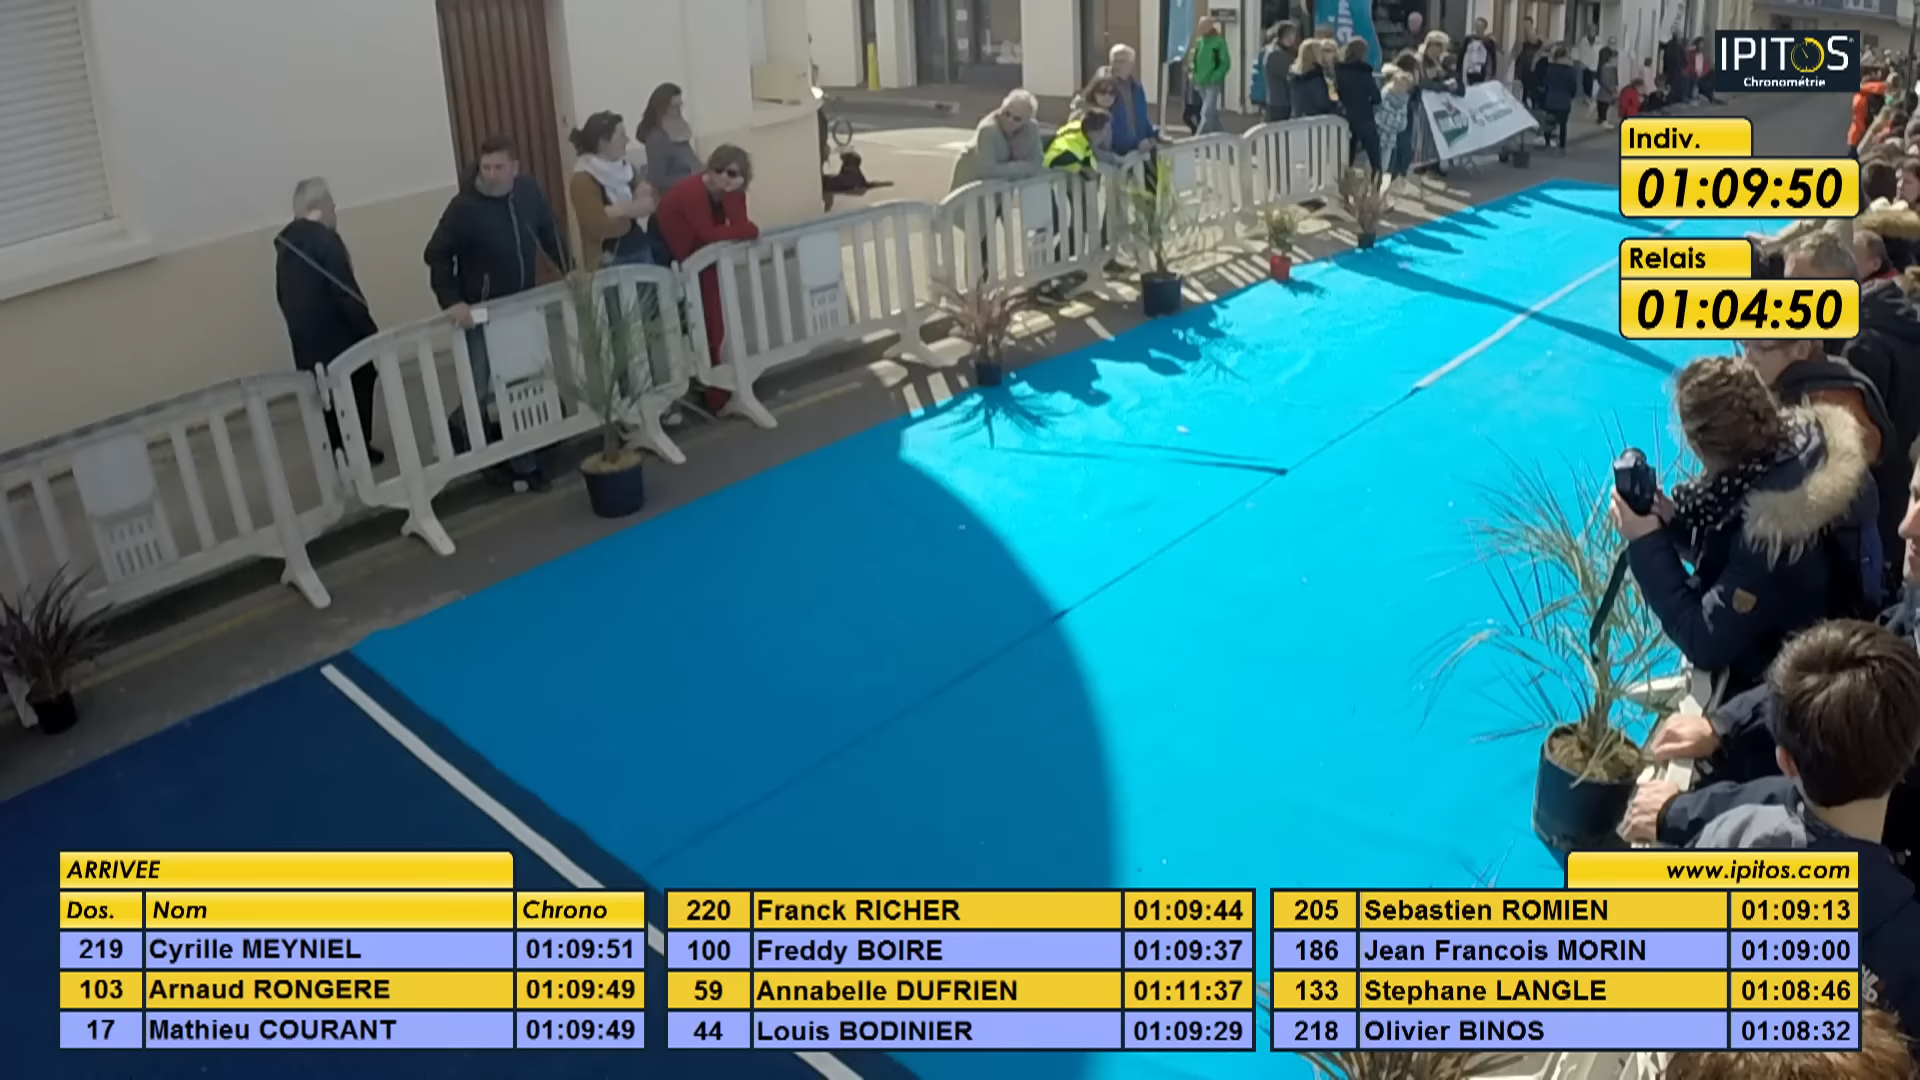 IPITOS
Chronométrie
Indiv.
01:09:50
Relais
01:04:50
ARRIVEE
www.ipitos.com
Dos. Nom Chrono
219 Cyrille MEYNIEL 01:09:51
103 Arnaud RONGERE 01:09:49
17 Mathieu COURANT 01:09:49
220 Franck RICHER 01:09:44
100 Freddy BOIRE 01:09:37
59 Annabelle DUFRIEN 01:11:37
44 Louis BODINIER 01:09:29
205 Sebastien ROMIEN 01:09:13
186 Jean Francois MORIN 01:09:00
133 Stephane LANGLE 01:08:46
218 Olivier BINOS 01:08:32